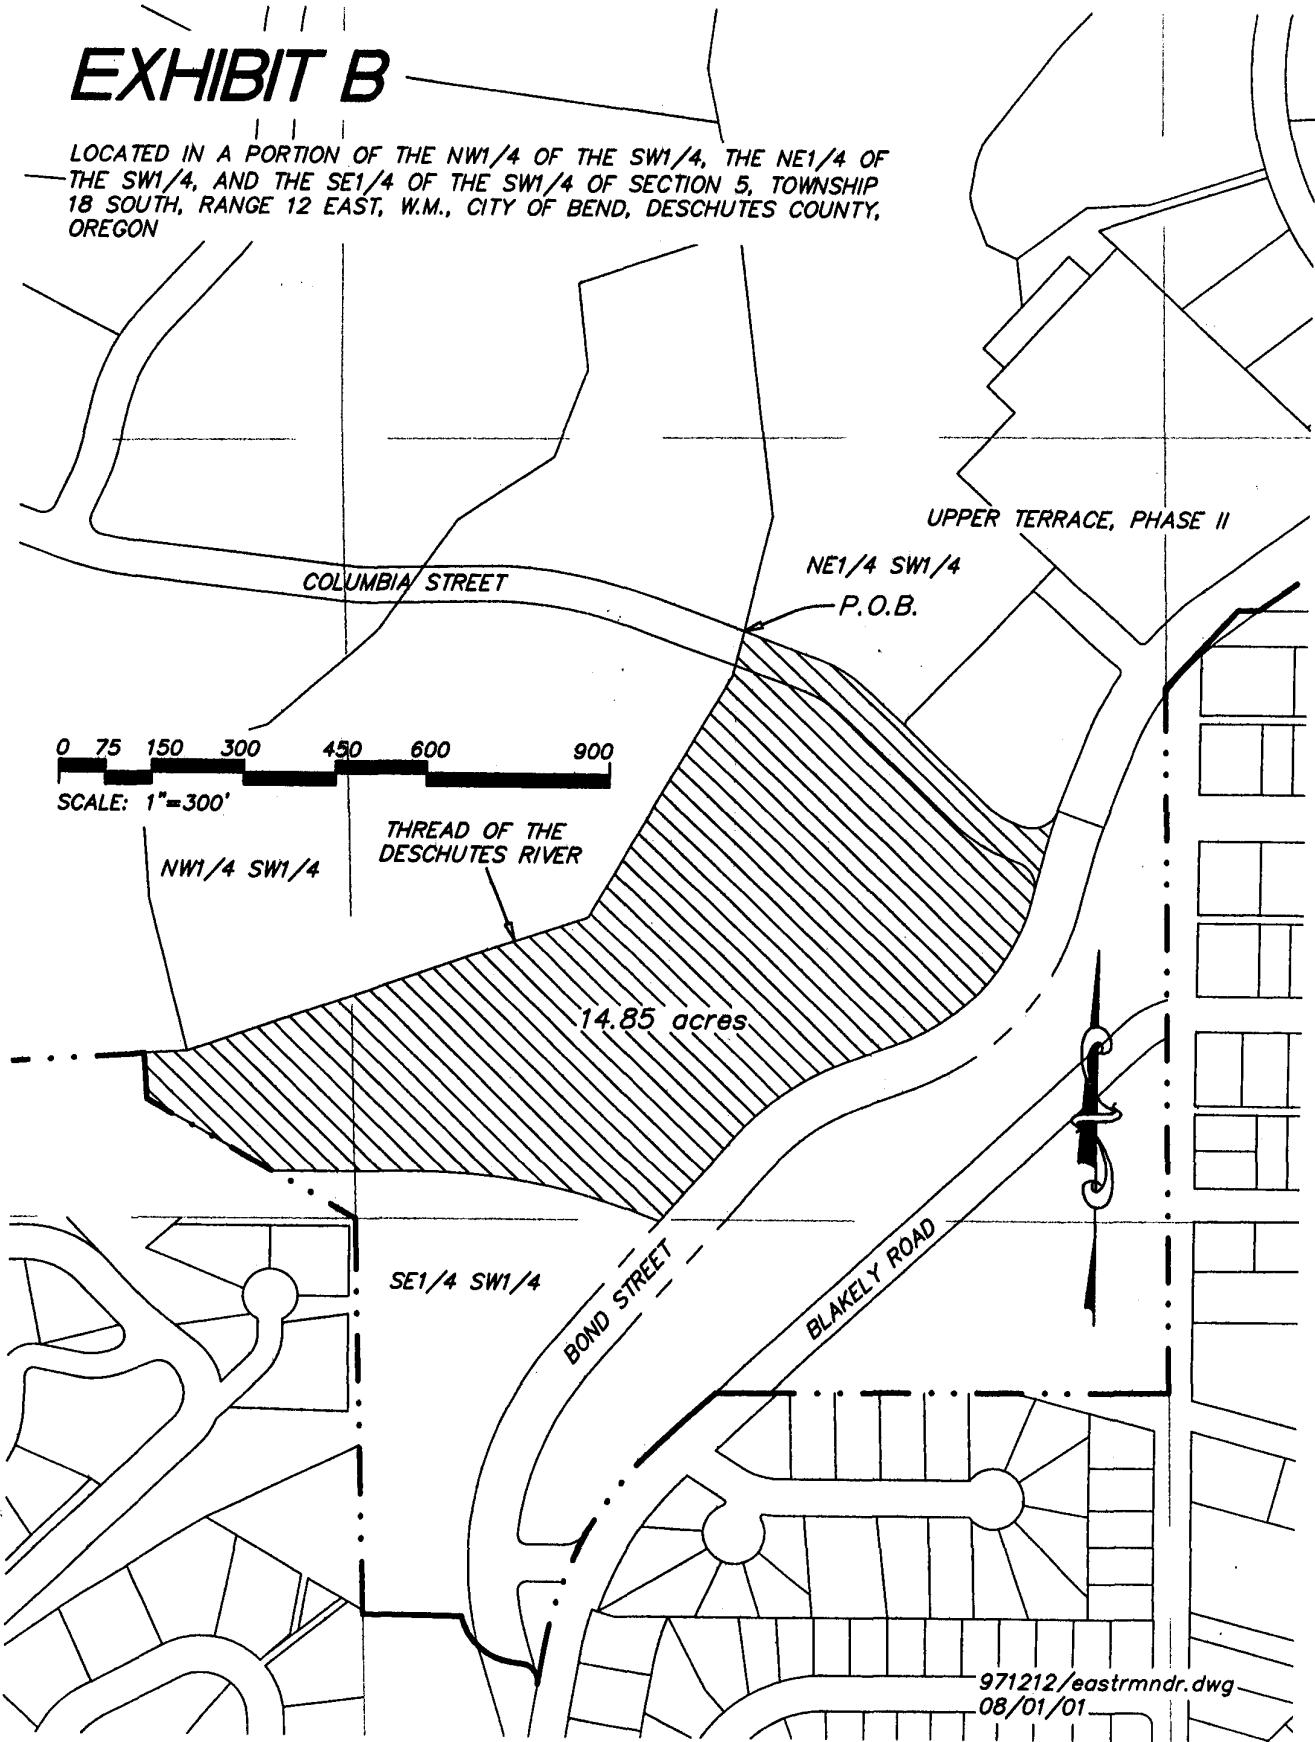 EXHIBIT B
LOCATED IN A PORTION OF THE NW1/4 OF THE SW1/4, THE NE1/4 OF
THE SW1/4, AND THE SE1/4 OF THE SW1/4 OF SECTION 5, TOWNSHIP
18 SOUTH, RANGE 12 EAST, W.M., CITY OF BEND, DESCHUTES COUNTY,
OREGON
UPPER TERRACE, PHASE II
NE1/4 SW1/4
COLUMBIA STREET
P.O.B.
0 75 150 300 450 600 900
SCALE: 1"=300'
THREAD OF THE
DESCHUTES RIVER
NW1/4 SW1/4
14.85 acres
SE1/4 SW1/4
BOND STREET
BLAKELY ROAD
971212/eastrmndr.dwg
08/01/01